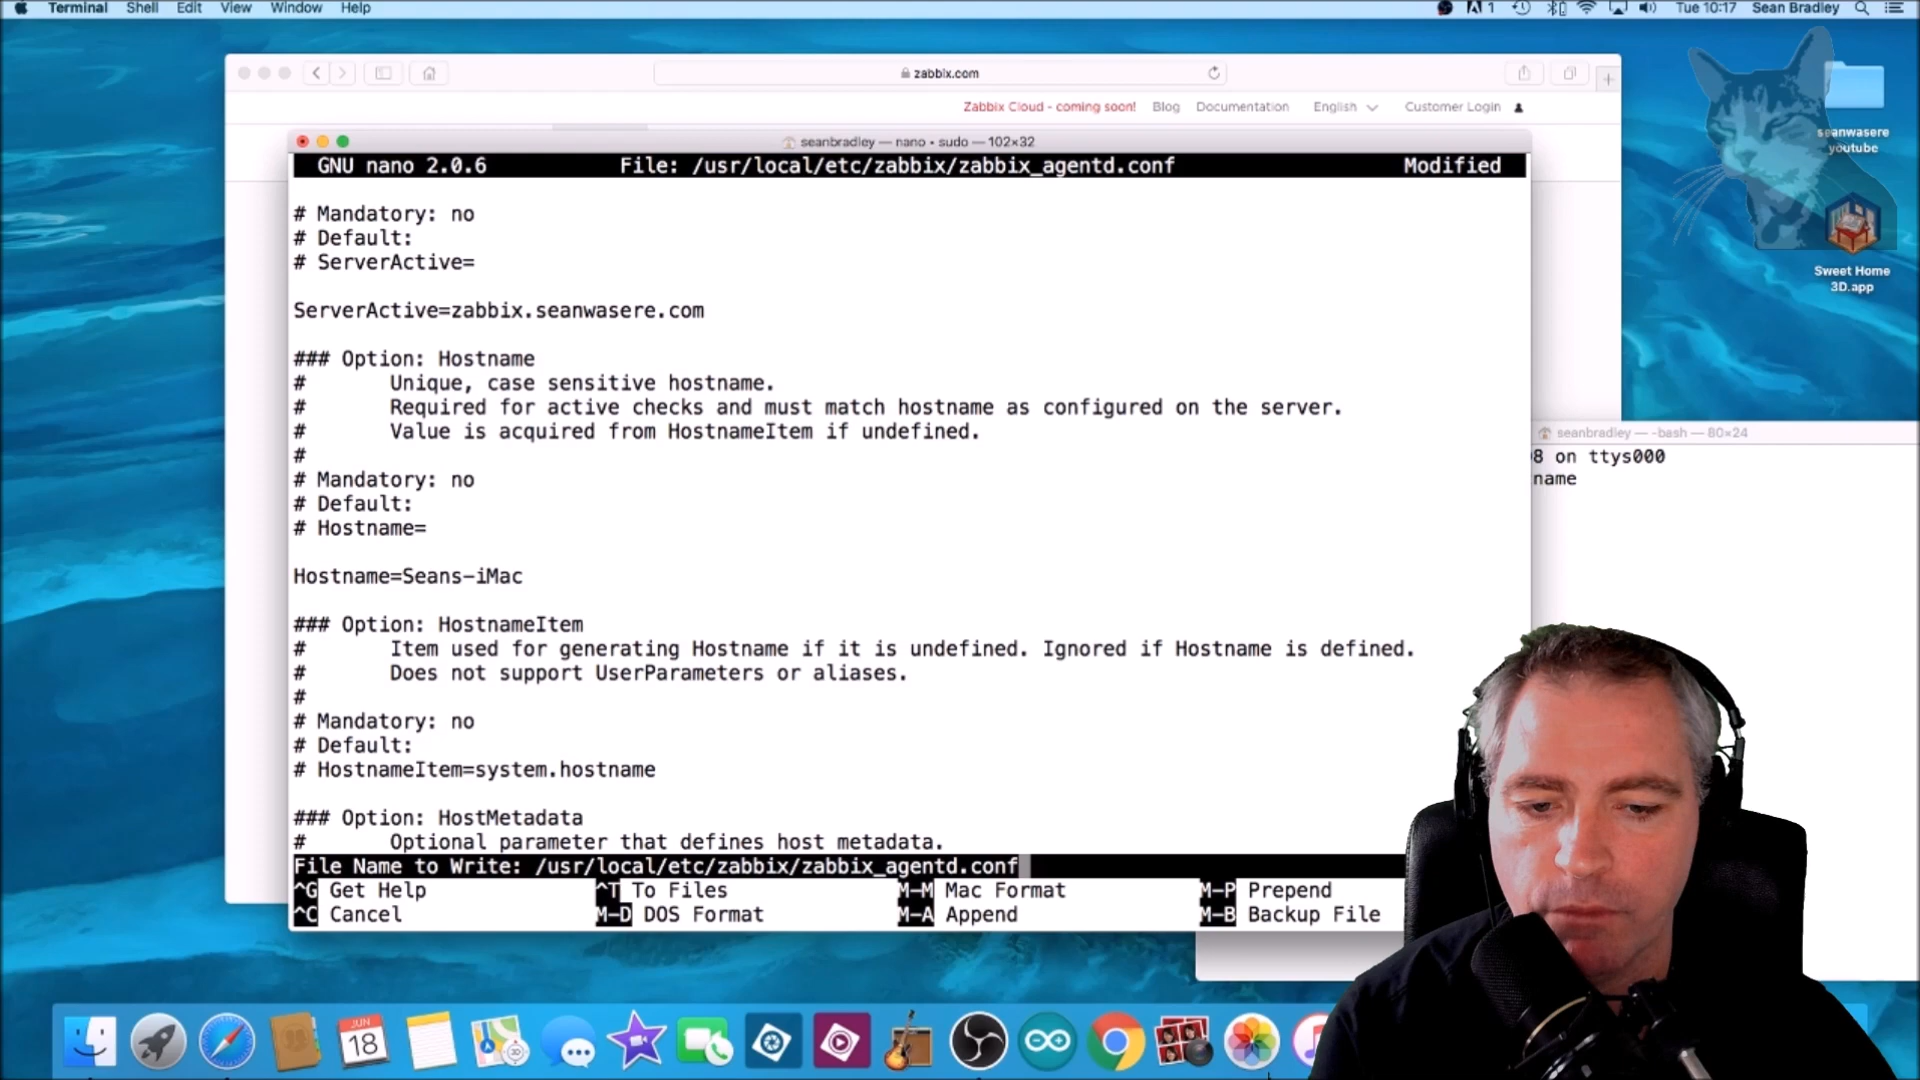 Terminal Shell Edit View Window Help
1 Tue 10:17 Sean Bradley
zabbix.com
Zabbix Cloud - coming soon! Blog Documentation English Customer Login
seanwasere
youtube
Sweet Home
3D.app
seanbradley — nano • sudo — 102×32
GNU nano 2.0.6 File: /usr/local/etc/zabbix/zabbix_agentd.conf Modified
# Mandatory: no
# Default:
# ServerActive=
ServerActive=zabbix.seanwasere.com
### Option: Hostname
# Unique, case sensitive hostname.
# Required for active checks and must match hostname as configured on the server.
# Value is acquired from HostnameItem if undefined.
#
# Mandatory: no
# Default:
# Hostname=
Hostname=Seans-iMac
### Option: HostnameItem
# Item used for generating Hostname if it is undefined. Ignored if Hostname is defined.
# Does not support UserParameters or aliases.
#
# Mandatory: no
# Default:
# HostnameItem=system.hostname
### Option: HostMetadata
# Optional parameter that defines host metadata.
File Name to Write: /usr/local/etc/zabbix/zabbix_agentd.conf
^G Get Help ^T To Files M-M Mac Format M-P Prepend
^C Cancel M-D DOS Format M-A Append M-B Backup File
seanbradley — -bash — 80×24
8 on ttys000
name
JUN
18